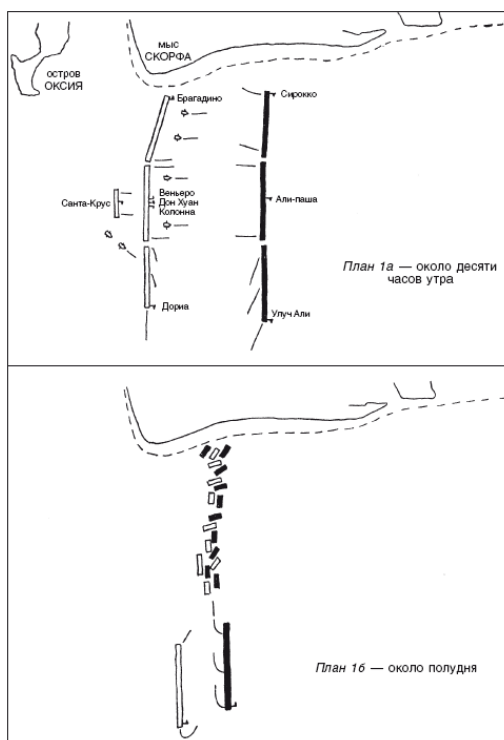 мыс
СКОРФА
остров
ОКСИЯ
Брагадино
Сирокко
Санта-Крус
Веньеро
Дон Хуан
Колонна
Али-паша
План 1а — около десяти
часов утра
Дориа
Улуч Али
План 1б — около полудня